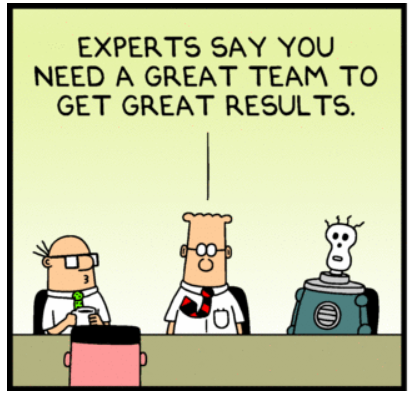 EXPERTS SAY YOU
NEED A GREAT TEAM TO
GET GREAT RESULTS.